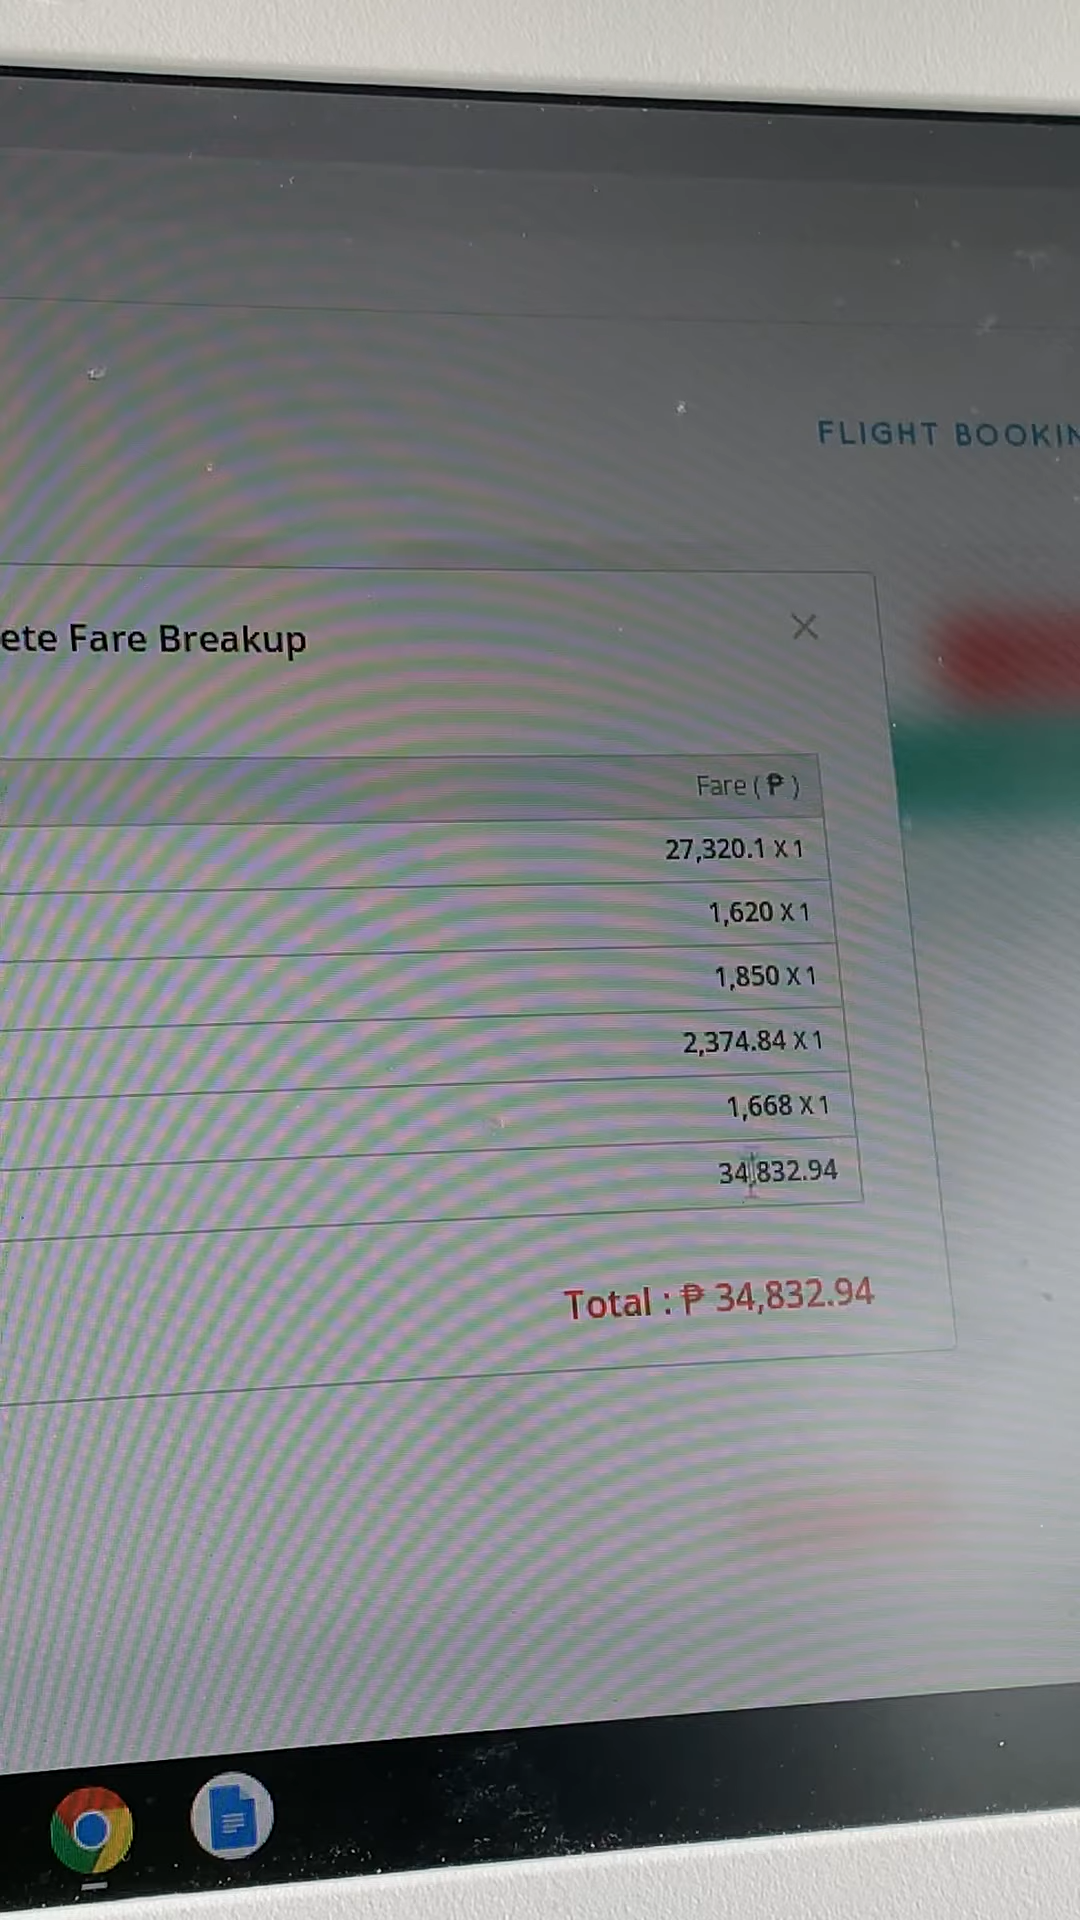 FLIGHT BOOKIN
ete Fare Breakup
Fare ( ₱ )
27,320.1 X 1
1,620 X 1
1,850 X 1
2,374.84 X 1
1,668 X 1
34,832.94
Total : ₱ 34,832.94